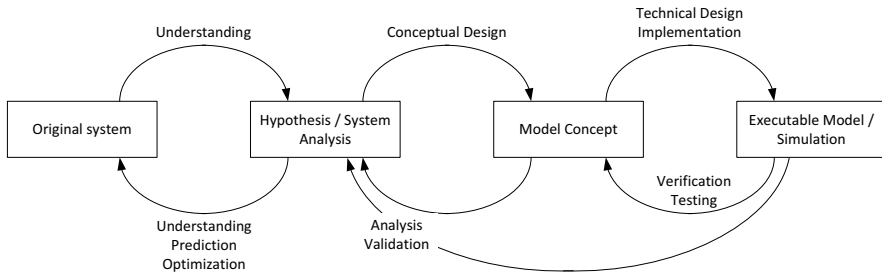 Understanding
Conceptual Design
Technical Design
Implementation
Original system
Hypothesis / System
Analysis
Model Concept
Executable Model /
Simulation
Understanding
Prediction
Optimization
Analysis
Validation
Verification
Testing